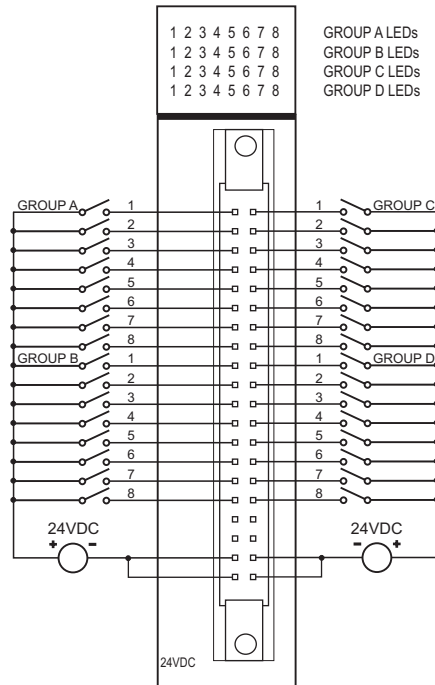 1 2 3 4 5 6 7 8 GROUP A LEDs
1 2 3 4 5 6 7 8 GROUP B LEDs
1 2 3 4 5 6 7 8 GROUP C LEDs
1 2 3 4 5 6 7 8 GROUP D LEDs
GROUP A 1 1 GROUP C
2 2
3 3
4 4
5 5
6 6
7 7
8 8
GROUP B 1 1 GROUP D
2 2
3 3
4 4
5 5
6 6
7 7
8 8
24VDC 24VDC
+ - - +
24VDC